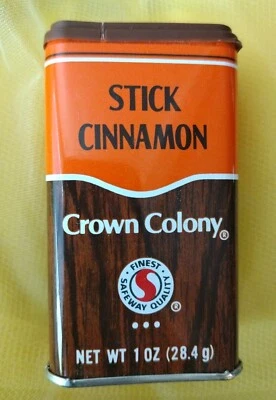 STICK
CINNAMON
Crown Colony®
• FINEST •
S
SAFEWAY QUALITY
®
NET WT 1 OZ (28.4 g)